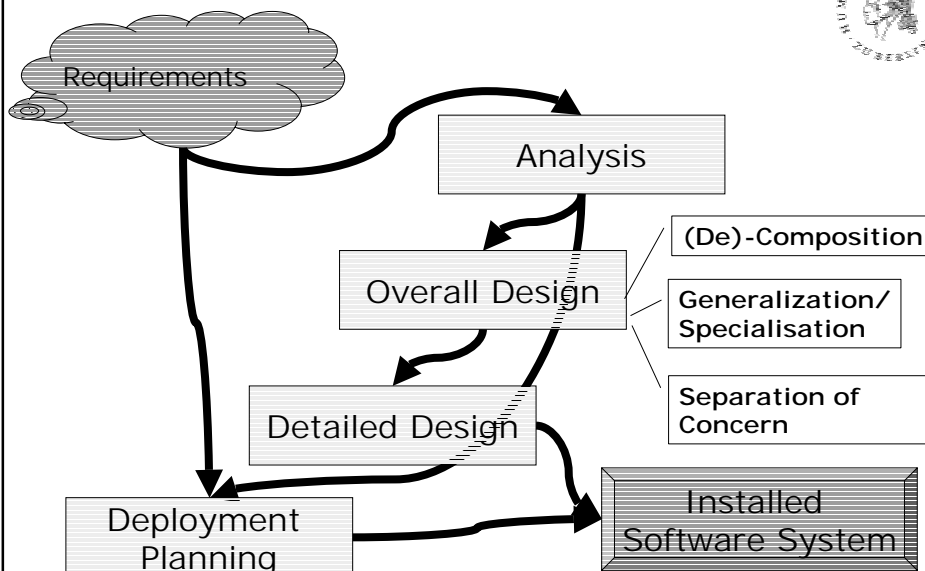 Requirements
Analysis
(De)-Composition
Overall Design
Generalization/
Specialisation
Separation of
Concern
Detailed Design
Installed
Software System
Deployment
Planning